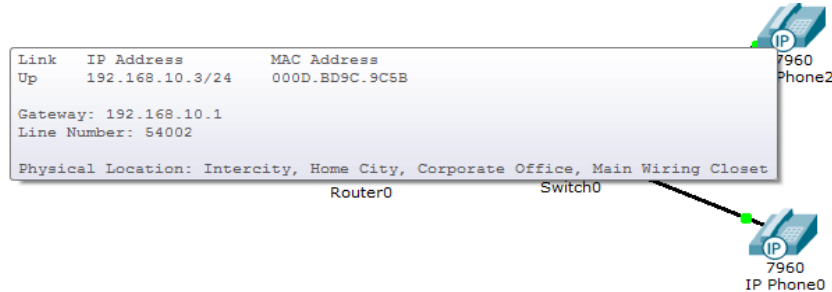 IP
7960
Phone2
Link IP Address MAC Address
Up 192.168.10.3/24 000D.BD9C.9C5B
Gateway: 192.168.10.1
Line Number: 54002
Physical Location: Intercity, Home City, Corporate Office, Main Wiring Closet
Router0
Switch0
IP
7960
IP Phone0